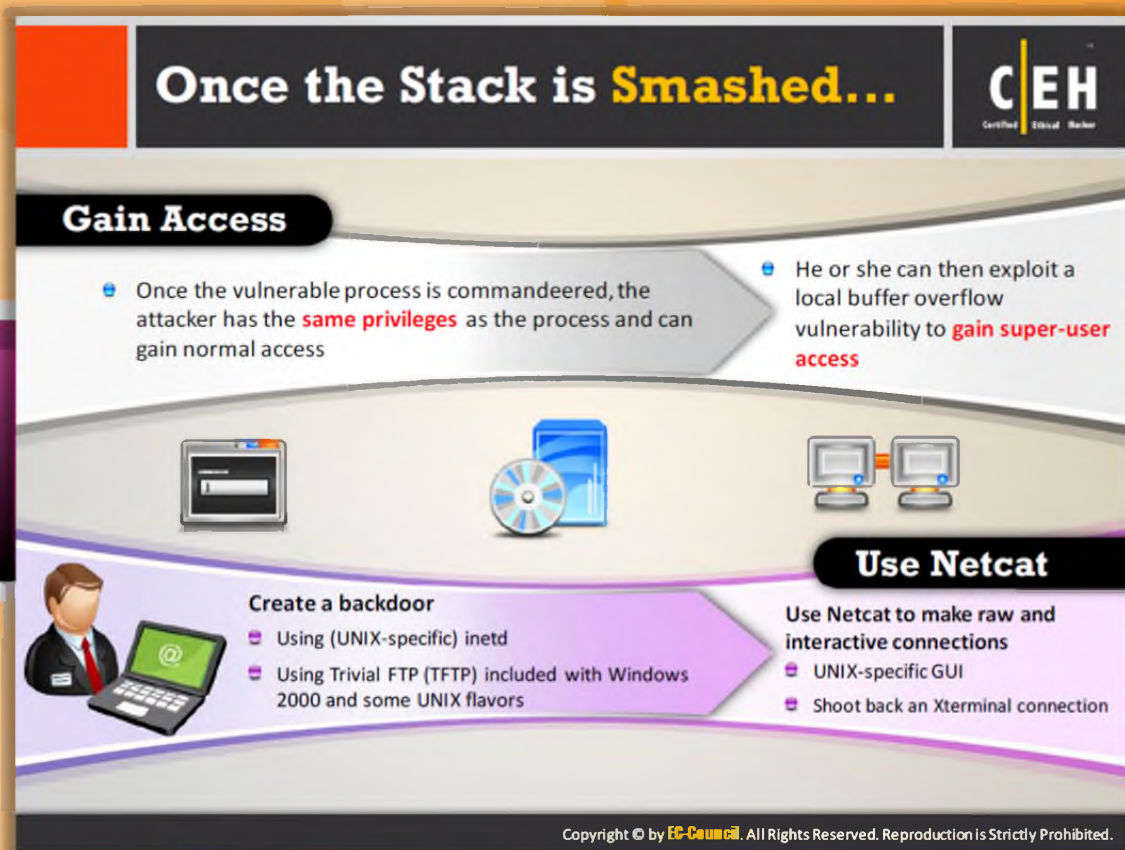 Once the Stack is Smashed...
C|EH
Certified Ethical Hacker
Gain Access
Once the vulnerable process is commandeered, the
attacker has the same privileges as the process and can
gain normal access
He or she can then exploit a
local buffer overflow
vulnerability to gain super-user
access
Create a backdoor
Using (UNIX-specific) inetd
Using Trivial FTP (TFTP) included with Windows
2000 and some UNIX flavors
@
Use Netcat
Use Netcat to make raw and
interactive connections
UNIX-specific GUI
Shoot back an Xterminal connection
Copyright © by EC-Council. All Rights Reserved. Reproduction is Strictly Prohibited.